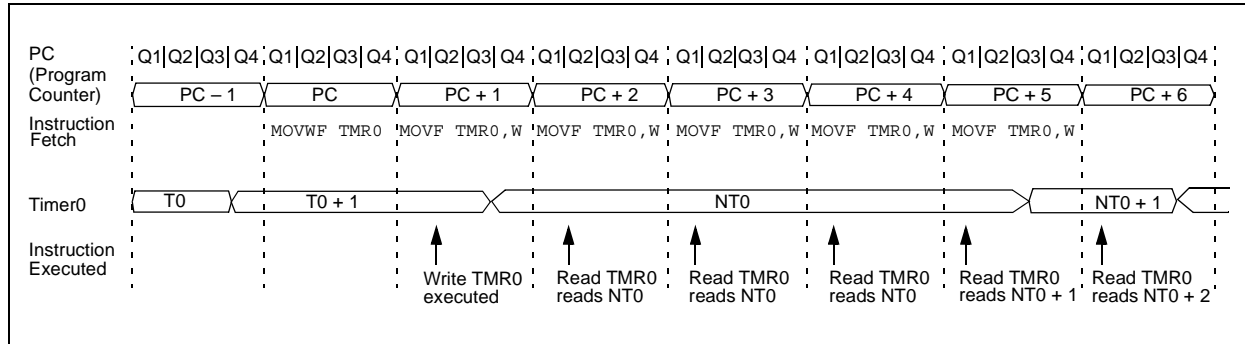 PC
(Program
Counter)
Q1|Q2|Q3|Q4 Q1|Q2|Q3|Q4 Q1|Q2|Q3|Q4 Q1|Q2|Q3|Q4 Q1|Q2|Q3|Q4 Q1|Q2|Q3|Q4 Q1|Q2|Q3|Q4 Q1|Q2|Q3|Q4
PC – 1 PC PC + 1 PC + 2 PC + 3 PC + 4 PC + 5 PC + 6
Instruction
Fetch
MOVWF TMR0 MOVF TMR0,W MOVF TMR0,W MOVF TMR0,W MOVF TMR0,W MOVF TMR0,W
Timer0
T0 T0 + 1 NT0 NT0 + 1
Instruction
Executed
Write TMR0
executed
Read TMR0
reads NT0
Read TMR0
reads NT0
Read TMR0
reads NT0
Read TMR0
reads NT0 + 1
Read TMR0
reads NT0 + 2